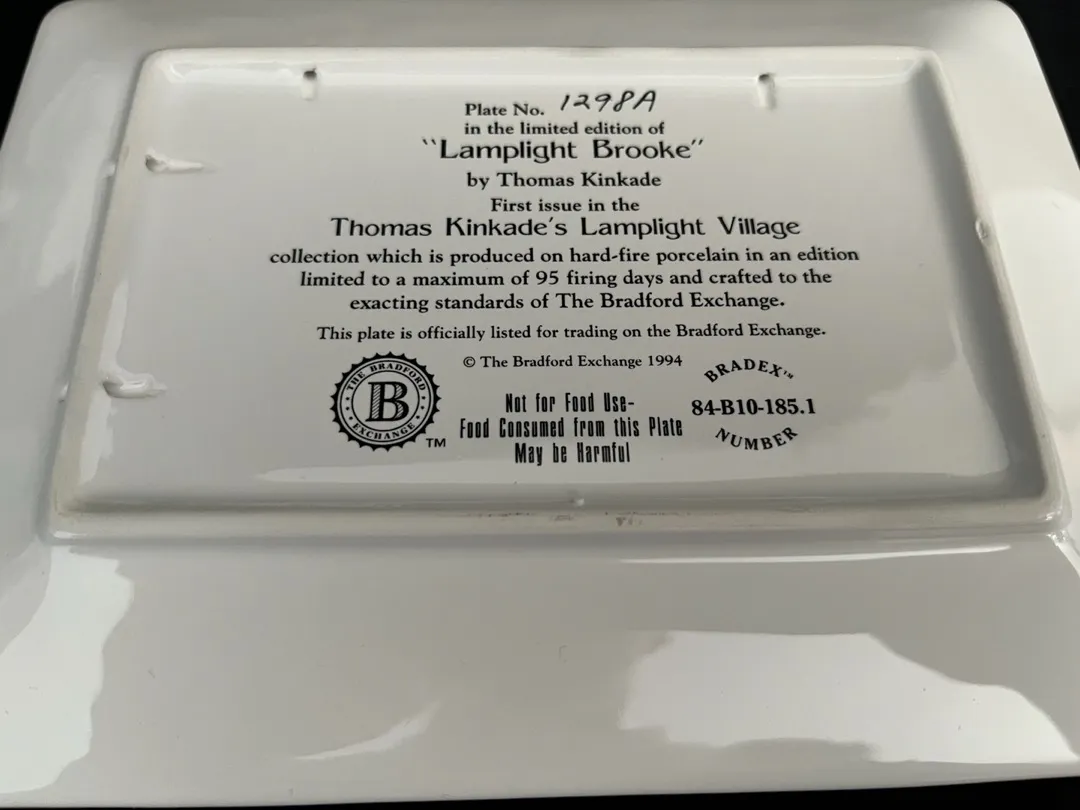 Plate No. 1298A
in the limited edition of
"Lamplight Brooke"
by Thomas Kinkade
First issue in the
Thomas Kinkade's Lamplight Village
collection which is produced on hard-fire porcelain in an edition
limited to a maximum of 95 firing days and crafted to the
exacting standards of The Bradford Exchange.
This plate is officially listed for trading on the Bradford Exchange.
© The Bradford Exchange 1994
THE BRADFORD
B
EXCHANGE
TM
Not for Food Use-
Food Consumed from this Plate
May be Harmful
BRADEX™
84-B10-185.1
NUMBER